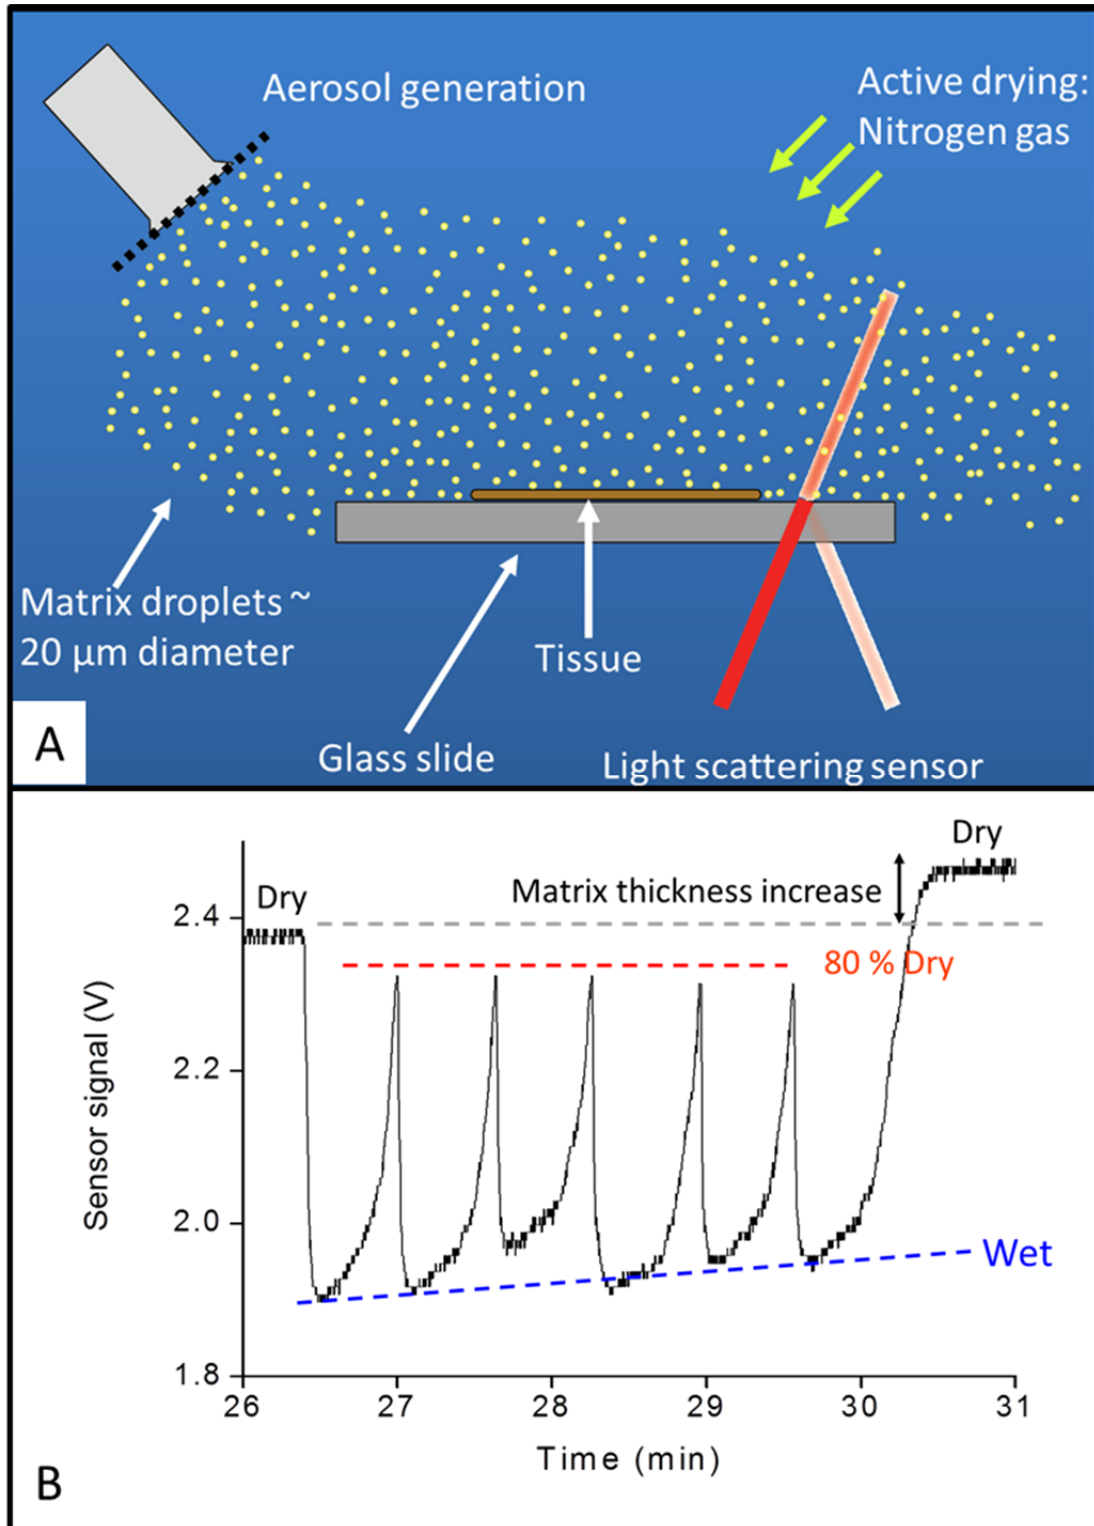 Aerosol generation
Active drying:
Nitrogen gas
Matrix droplets ~
20 µm diameter
Tissue
Glass slide
Light scattering sensor
A
Dry
Dry
Matrix thickness increase
80 % Dry
Wet
Sensor signal (V)
2.4
2.2
2.0
1.8
26
27
28
29
30
31
Time (min)
B